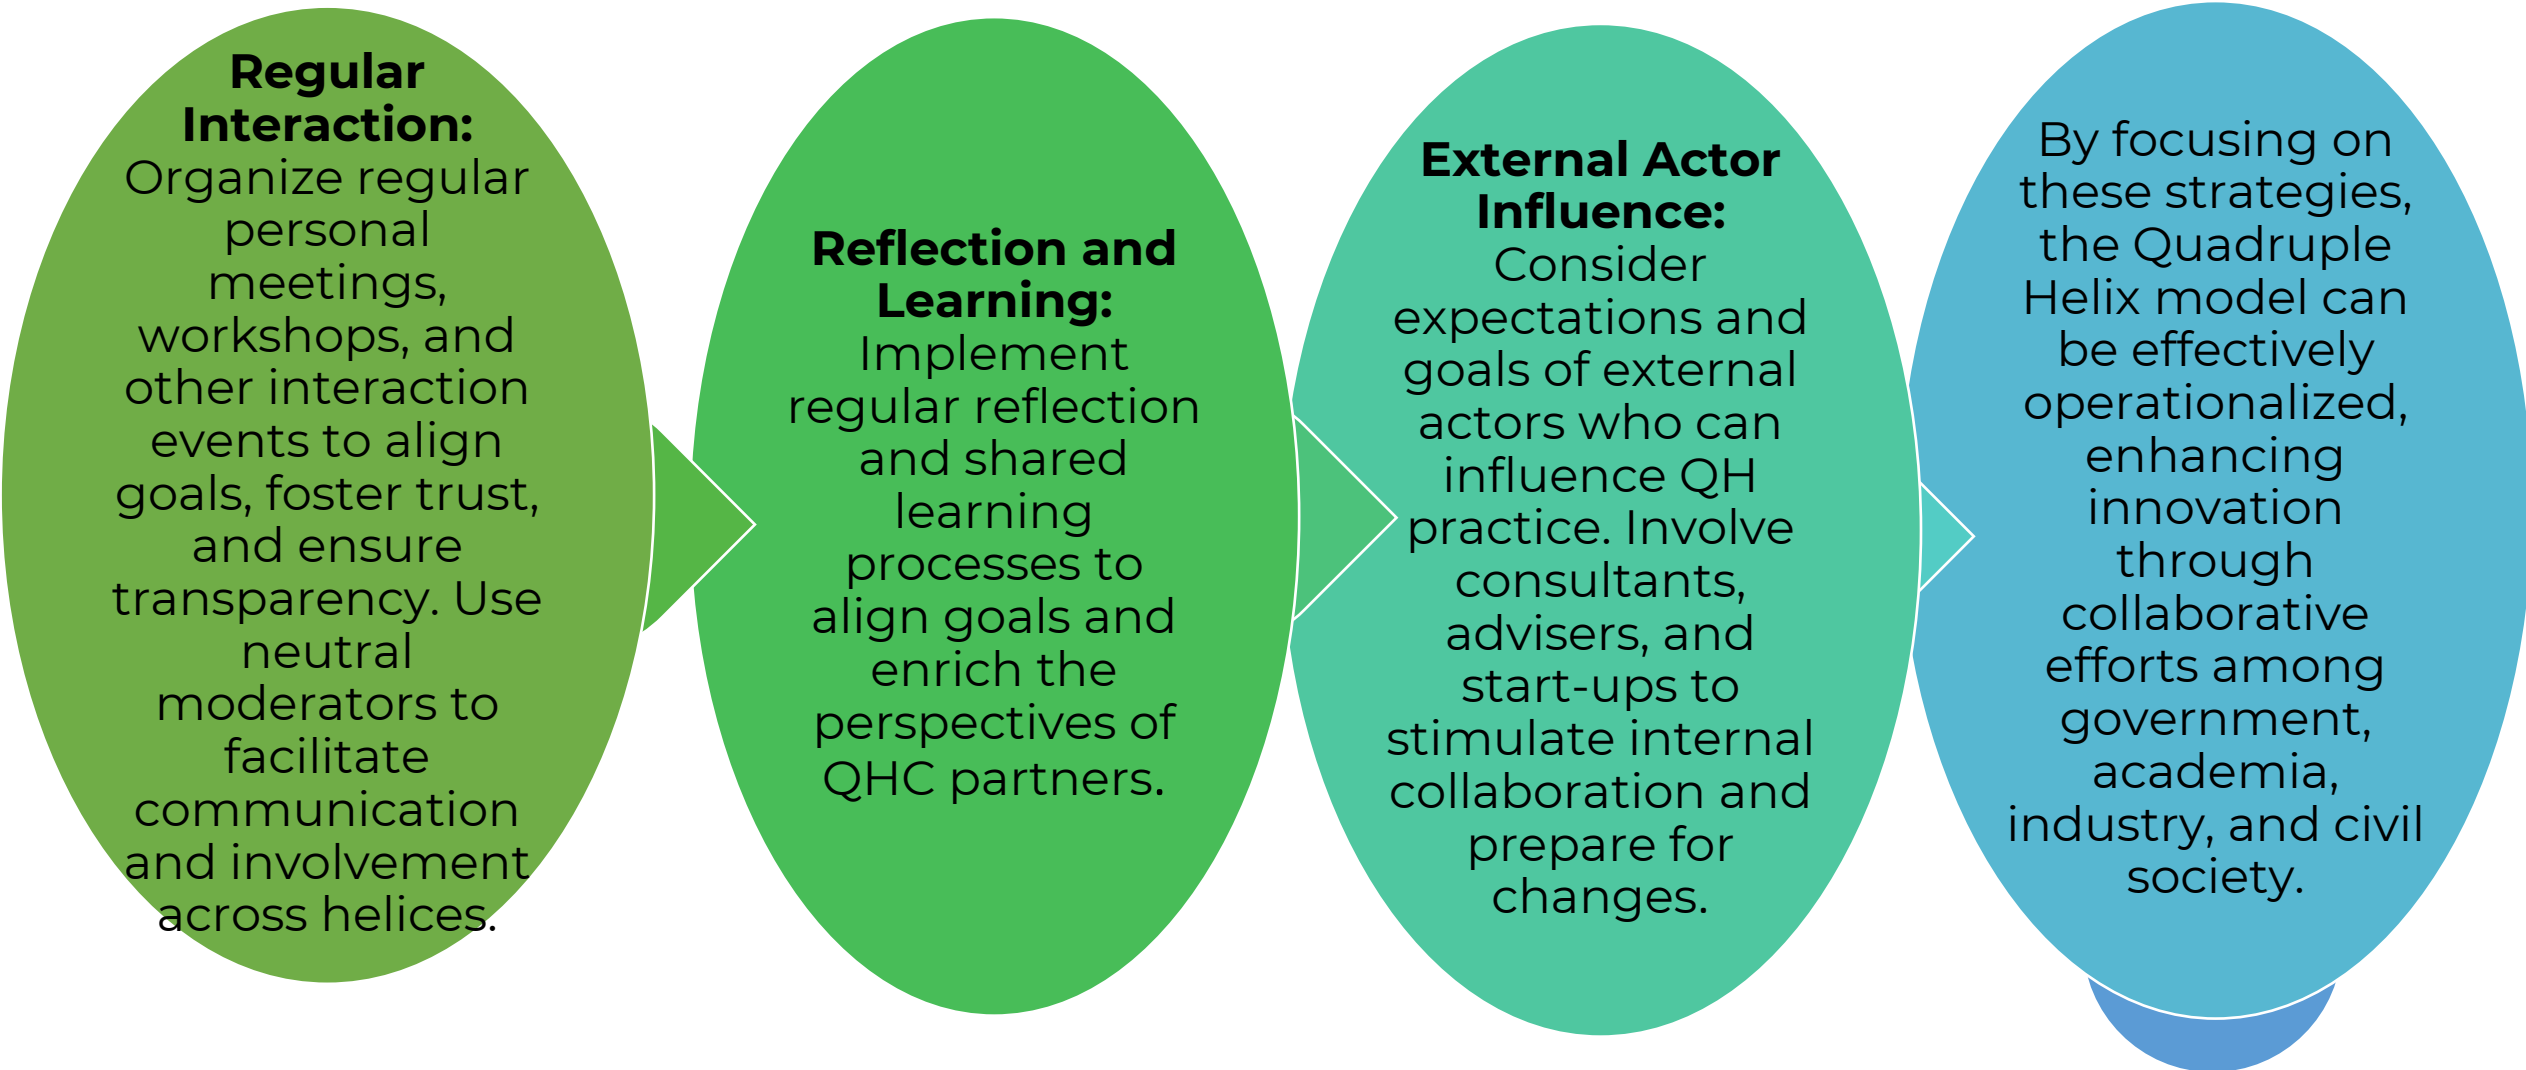 Regular
Interaction:
Organize regular
personal
meetings,
workshops, and
other interaction
events to align
goals, foster trust,
and ensure
transparency. Use
neutral
moderators to
facilitate
communication
and involvement
across helices.
Reflection and
Learning:
Implement
regular reflection
and shared
learning
processes to
align goals and
enrich the
perspectives of
QHC partners.
External Actor
Influence:
Consider
expectations and
goals of external
actors who can
influence QH
practice. Involve
consultants,
advisers, and
start-ups to
stimulate internal
collaboration and
prepare for
changes.
By focusing on
these strategies,
the Quadruple
Helix model can
be effectively
operationalized,
enhancing
innovation
through
collaborative
efforts among
government,
academia,
industry, and civil
society.